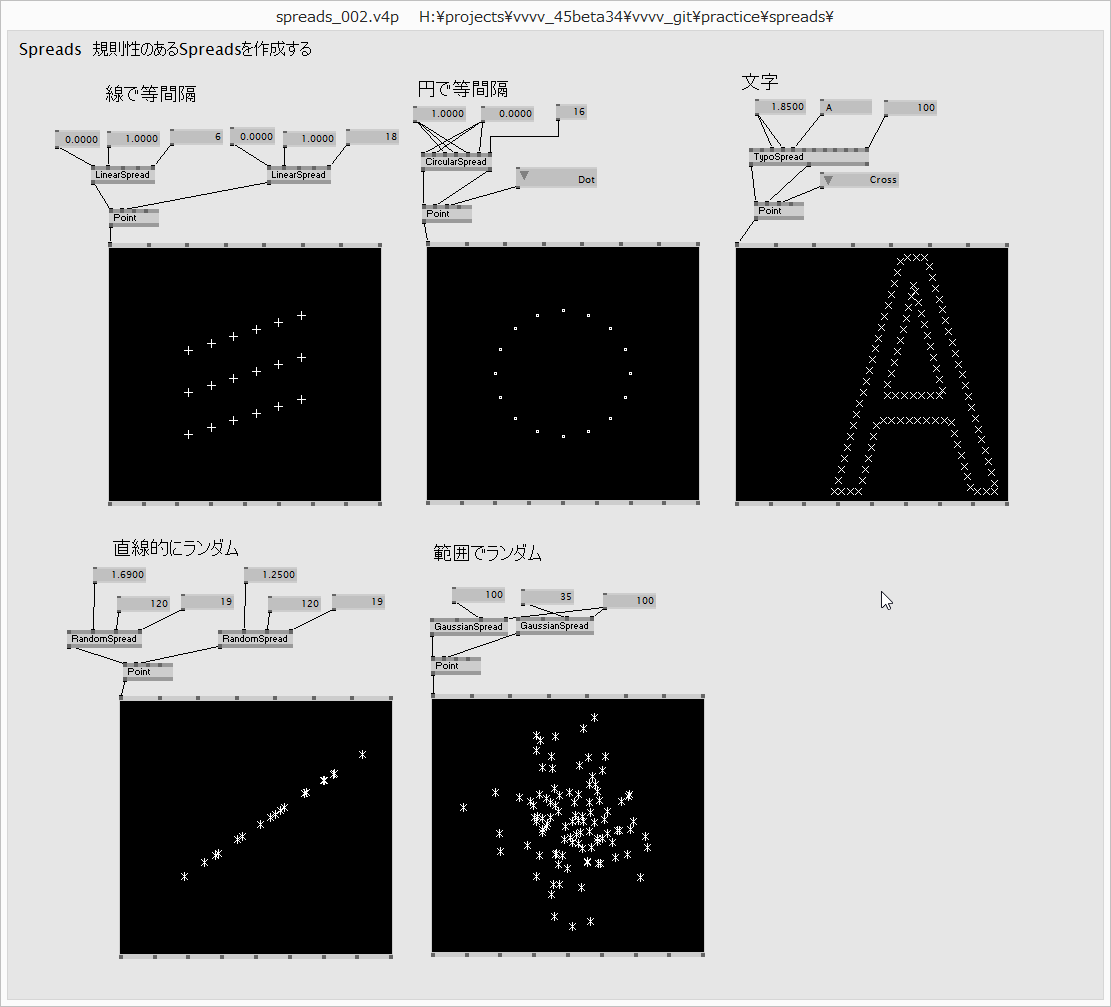 spreads_002.v4p H:¥projects¥vvvv_45beta34¥vvvv_git¥practice¥spreads¥
Spreads 規則性のあるSpreadsを作成する
線で等間隔
0.0000 1.0000 6 0.0000 1.0000 18
LinearSpread LinearSpread
Point
円で等間隔
1.0000 0.0000 16
CircularSpread
Dot
Point
文字
1.8500 A 100
TypoSpread
Cross
Point
直線的にランダム
1.6900 1.2500
120 19 120 19
RandomSpread RandomSpread
Point
範囲でランダム
100 35 100
GaussianSpread GaussianSpread
Point